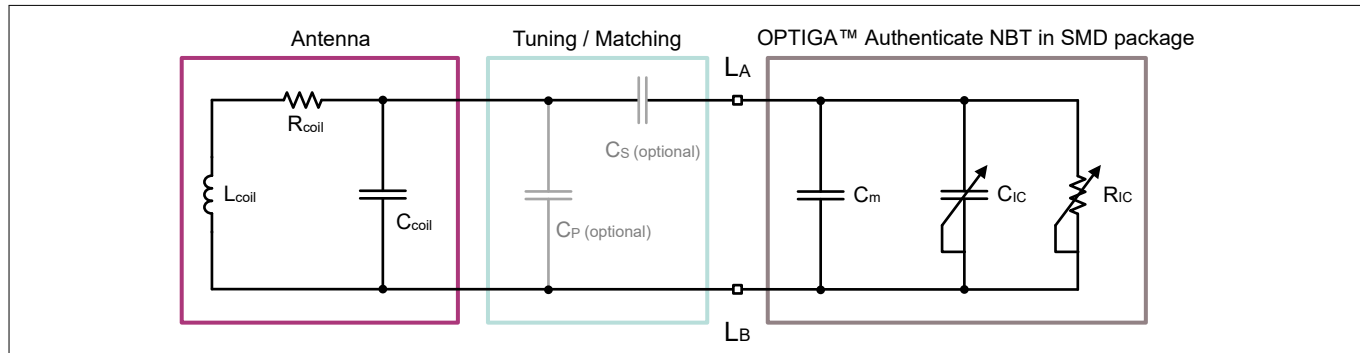 Antenna
Tuning / Matching
OPTIGA™ Authenticate NBT in SMD package
LA
Rcoil
CS (optional)
Lcoil
Ccoil
CP (optional)
Cm
CIC
RIC
LB